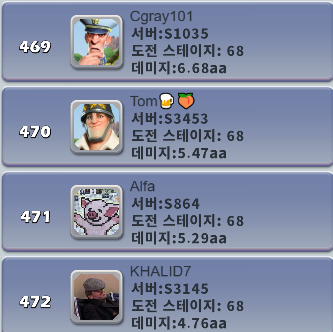 Cgray101
469
서버:S1035
도전 스테이지: 68
데미지:6.68aa
Tom🍺🍑
470
서버:S3453
도전 스테이지: 68
데미지:5.47aa
Alfa
471
서버:S864
도전 스테이지: 68
데미지:5.29aa
KHALID7
472
서버:S3145
도전 스테이지: 68
데미지:4.76aa